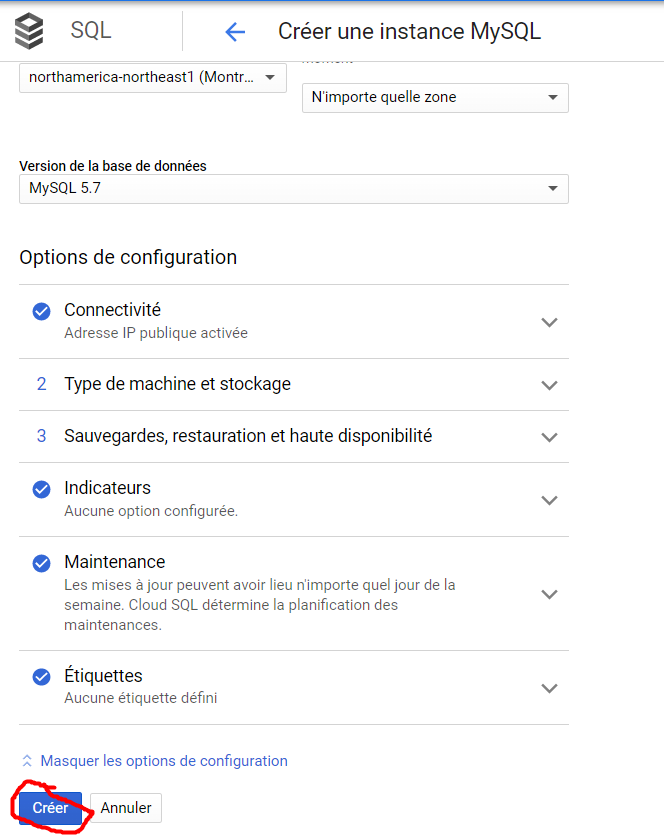 SQL
Créer une instance MySQL
northamerica-northeast1 (Montr...
N'importe quelle zone
Version de la base de données
MySQL 5.7
Options de configuration
Connectivité
Adresse IP publique activée
2 Type de machine et stockage
3 Sauvegardes, restauration et haute disponibilité
Indicateurs
Aucune option configurée.
Maintenance
Les mises à jour peuvent avoir lieu n'importe quel jour de la
semaine. Cloud SQL détermine la planification des
maintenances.
Étiquettes
Aucune étiquette défini
Masquer les options de configuration
Créer Annuler